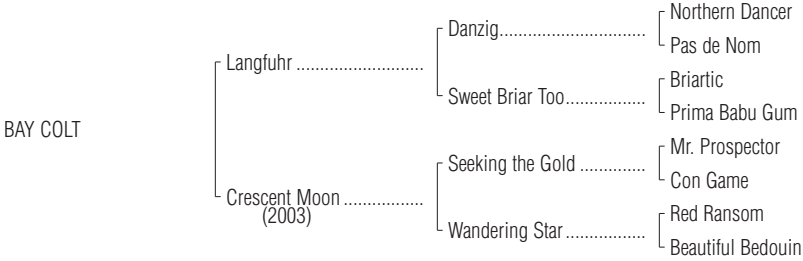 Northern Dancer
Danzig..............................
Pas de Nom
Langfuhr ..........................
Briartic
Sweet Briar Too.................
Prima Babu Gum
BAY COLT
Mr. Prospector
Seeking the Gold ..............
Con Game
Crescent Moon .................
(2003)
Red Ransom
Wandering Star.................
Beautiful Bedouin